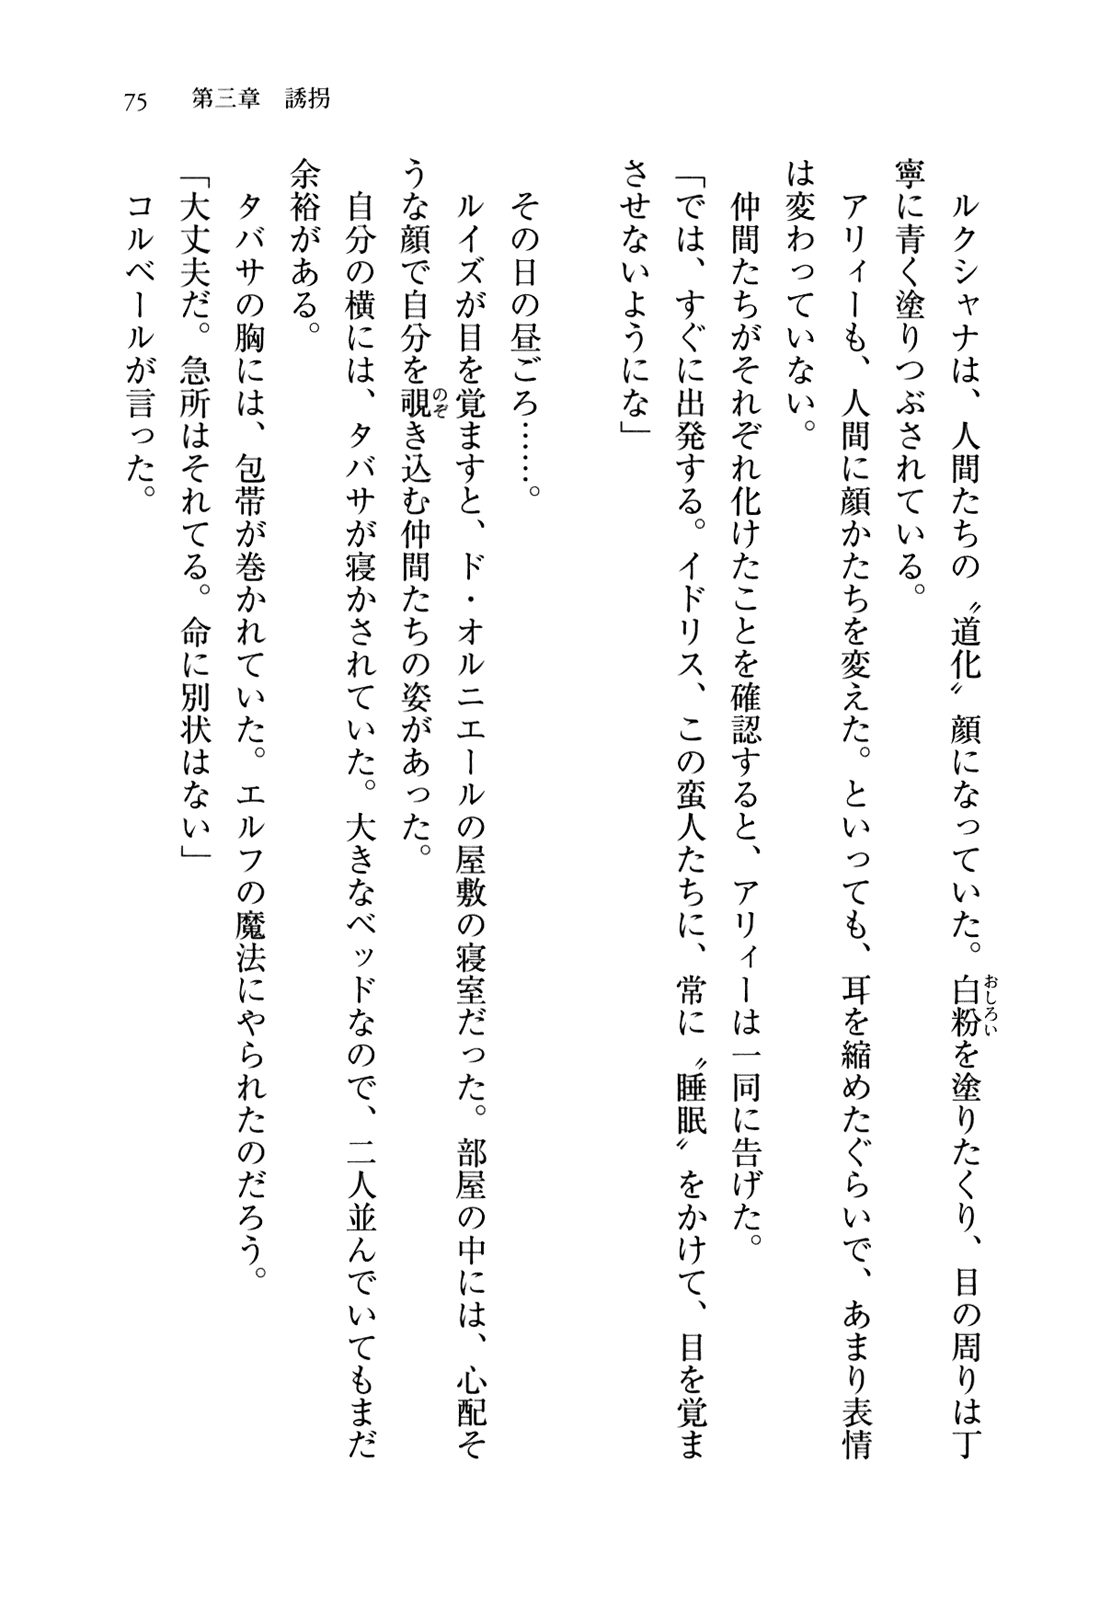 75　第三章　誘拐
　ルクシャナは、人間たちの〝道化〟顔になっていた。白粉を塗りたくり、目の周りは丁
おしろい
寧に青く塗りつぶされている。
　アリィーも、人間に顔かたちを変えた。といっても、耳を縮めたぐらいで、あまり表情
は変わっていない。
　仲間たちがそれぞれ化けたことを確認すると、アリィーは一同に告げた。
「では、すぐに出発する。イドリス、この蛮人たちに、常に〝睡眠〟をかけて、目を覚ま
させないようにな」
　その日の昼ごろ……。
　ルイズが目を覚ますと、ド・オルニエールの屋敷の寝室だった。部屋の中には、心配そ
うな顔で自分を覗き込む仲間たちの姿があった。
のぞ
　自分の横には、タバサが寝かされていた。大きなベッドなので、二人並んでいてもまだ
余裕がある。
　タバサの胸には、包帯が巻かれていた。エルフの魔法にやられたのだろう。
「大丈夫だ。急所はそれてる。命に別状はない」
　コルベールが言った。